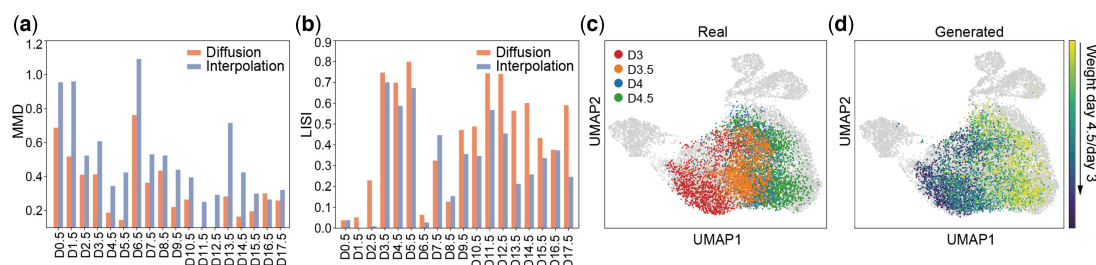 (a)
MMD
1.2
1.0
0.8
0.6
0.4
0.2
Diffusion
Interpolation
D0.5
D1.5
D2.5
D3.5
D4.5
D5.5
D6.5
D7.5
D8.5
D9.5
D10.5
D11.5
D12.5
D13.5
D14.5
D15.5
D16.5
D17.5
(b)
LISI
0.9
0.8
0.7
0.6
0.5
0.4
0.3
0.2
0.1
0.0
Diffusion
Interpolation
D0.5
D1.5
D2.5
D3.5
D4.5
D5.5
D6.5
D7.5
D8.5
D9.5
D10.5
D11.5
D12.5
D13.5
D14.5
D15.5
D16.5
D17.5
(c)
Real
D3
D3.5
D4
D4.5
UMAP2
UMAP1
(d)
Generated
UMAP2
UMAP1
Weight day 4.5/day 3